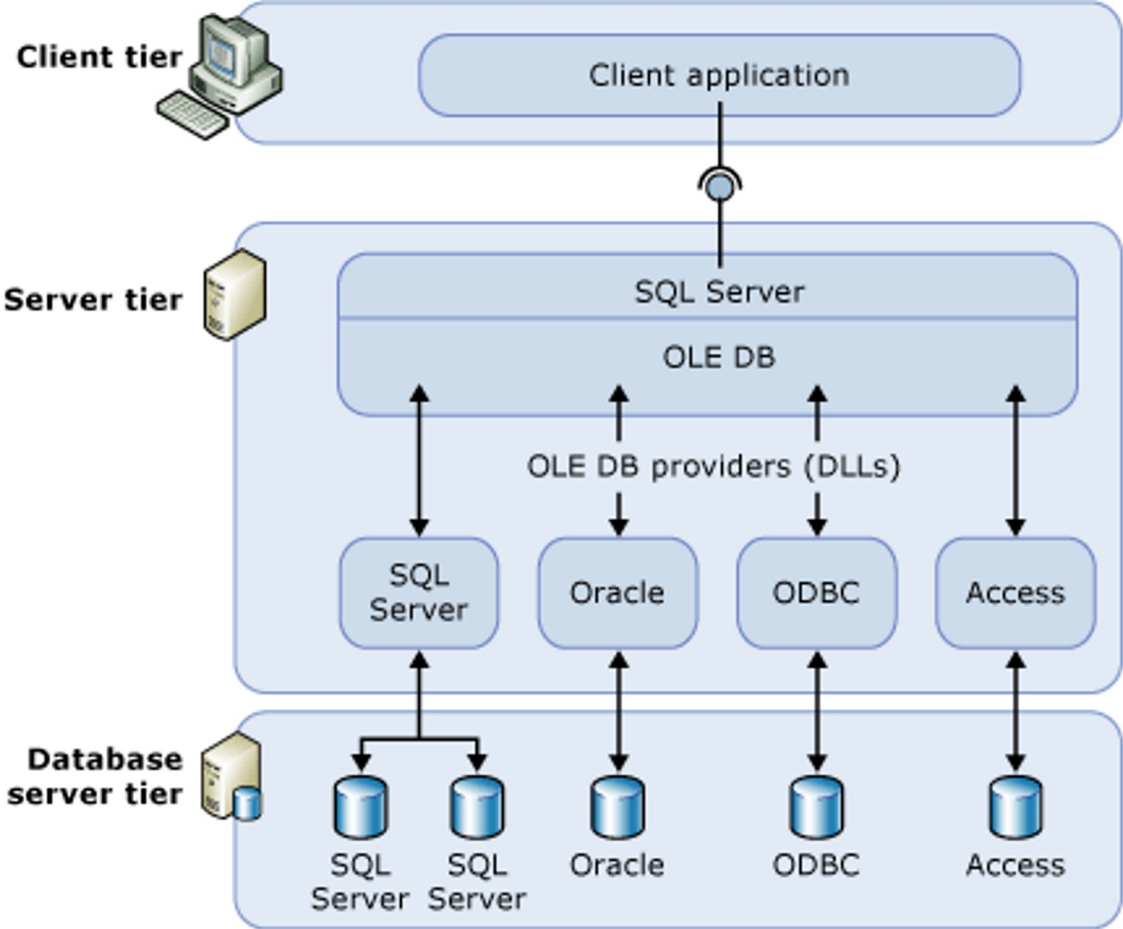 Client tier
Client application
Server tier
SQL Server
OLE DB
OLE DB providers (DLLs)
SQL
Server
Oracle
ODBC
Access
Database
server tier
SQL
Server
SQL
Server
Oracle
ODBC
Access